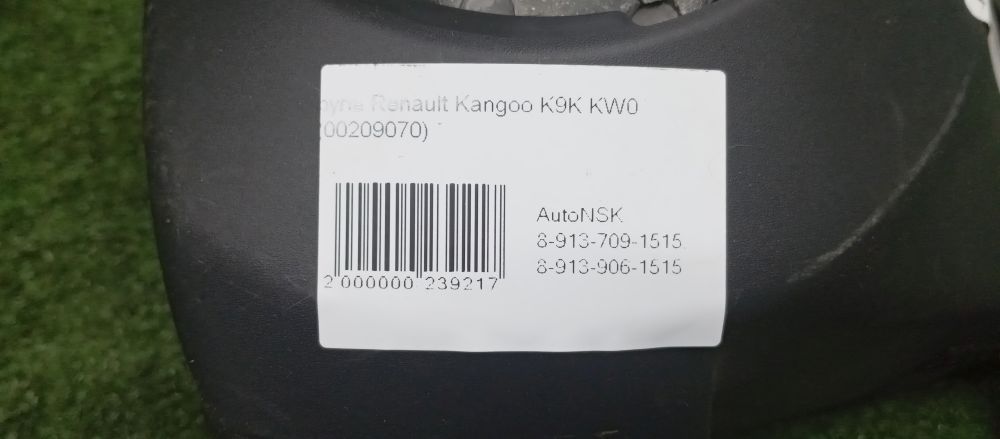 Renault Kangoo K9K KW0
00209070)
2 000000 239217
AutoNSK
8-913-709-1515
8-913-906-1515